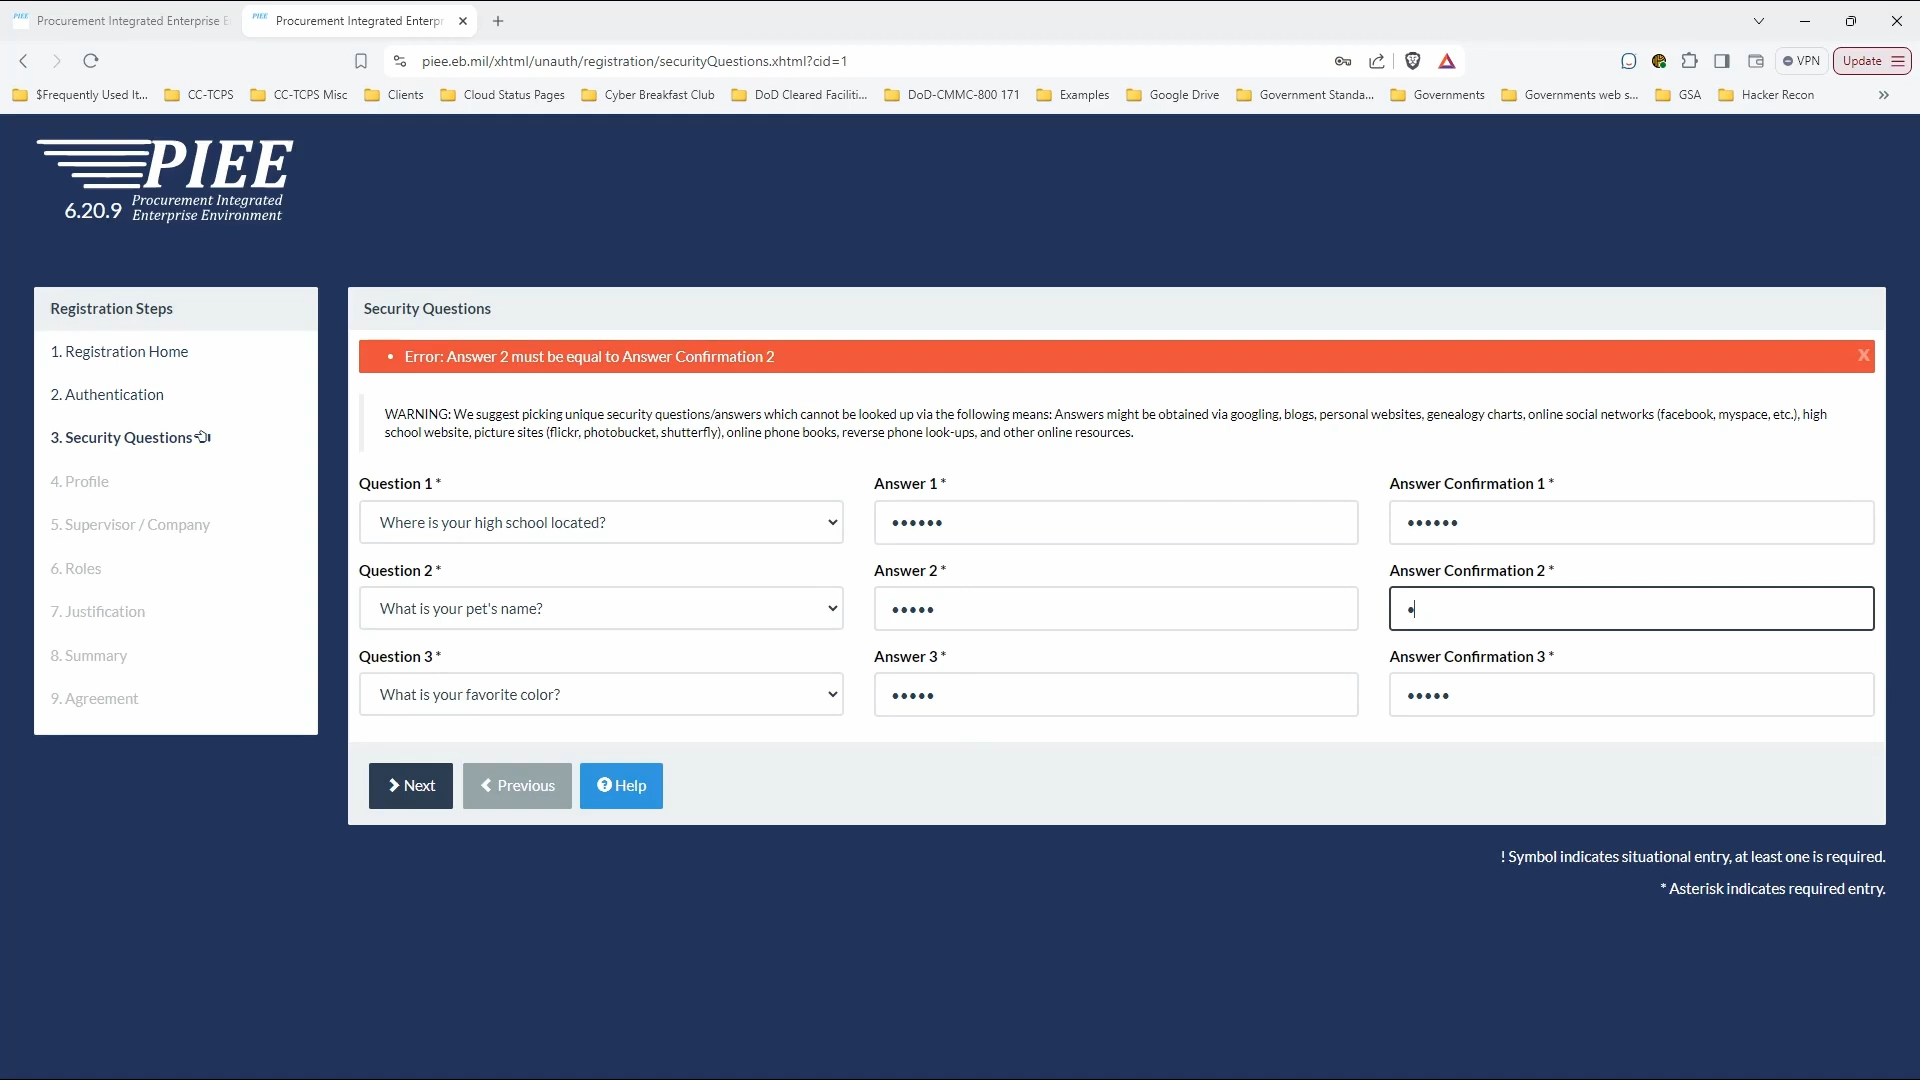 PIEE Procurement Integrated Enterprise E
PIEE Procurement Integrated Enterpr
piee.eb.mil/xhtml/unauth/registration/securityQuestions.xhtml?cid=1
VPN
Update
$Frequently Used It...
CC-TCPS
CC-TCPS Misc
Clients
Cloud Status Pages
Cyber Breakfast Club
DoD Cleared Faciliti...
DoD-CMMC-800 171
Examples
Google Drive
Government Standa...
Governments
Governments web s...
GSA
Hacker Recon
»
PIEE
6.20.9 Procurement Integrated
Enterprise Environment
Registration Steps
1. Registration Home
2. Authentication
3. Security Questions
4. Profile
5. Supervisor / Company
6. Roles
7. Justification
8. Summary
9. Agreement
Security Questions
• Error: Answer 2 must be equal to Answer Confirmation 2
X
WARNING: We suggest picking unique security questions/answers which cannot be looked up via the following means: Answers might be obtained via googling, blogs, personal websites, genealogy charts, online social networks (facebook, myspace, etc.), high
school website, picture sites (flickr, photobucket, shutterfly), online phone books, reverse phone look-ups, and other online resources.
Question 1 *
Answer 1 *
Answer Confirmation 1 *
Where is your high school located?
••••••
••••••
Question 2 *
Answer 2 *
Answer Confirmation 2 *
What is your pet's name?
•••••
•
Question 3 *
Answer 3 *
Answer Confirmation 3 *
What is your favorite color?
•••••
•••••
Next
Previous
Help
! Symbol indicates situational entry, at least one is required.
* Asterisk indicates required entry.